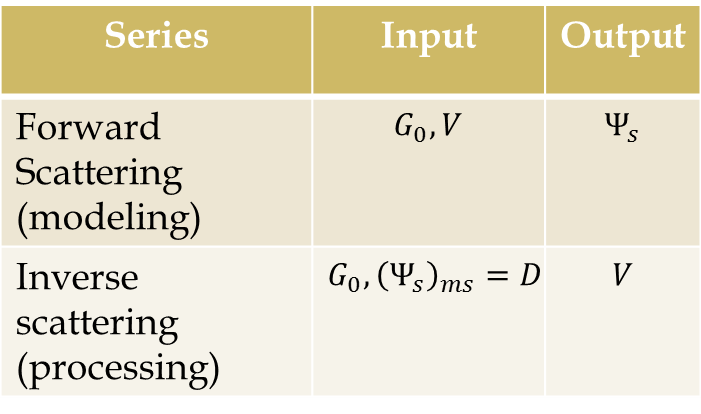 Series Input Output
Forward
Scattering
(modeling)
G₀, V
Ψₛ
Inverse
scattering
(processing)
G₀, (Ψₛ)ₘₛ = D
V